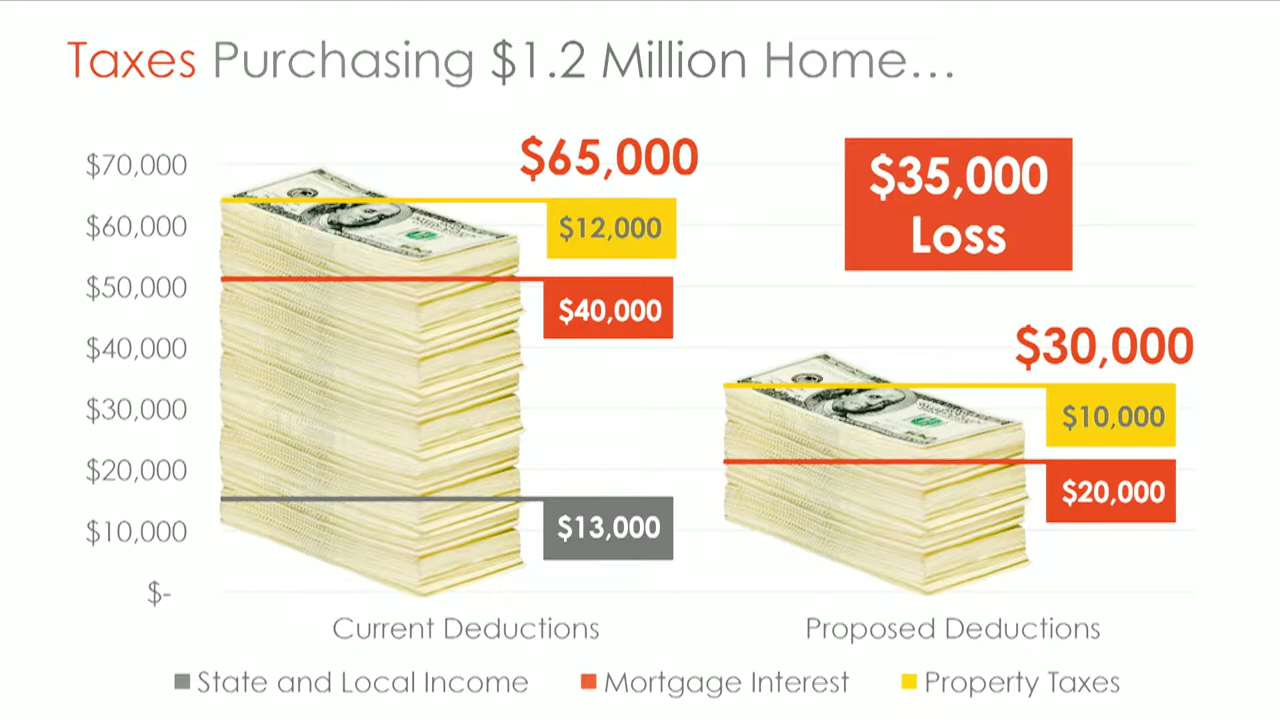 Taxes Purchasing $1.2 Million Home...
$65,000
$35,000
Loss
$70,000
$60,000
$50,000
$40,000
$30,000
$20,000
$10,000
$-
$12,000
$40,000
$13,000
$30,000
$10,000
$20,000
Current Deductions
Proposed Deductions
State and Local Income
Mortgage Interest
Property Taxes